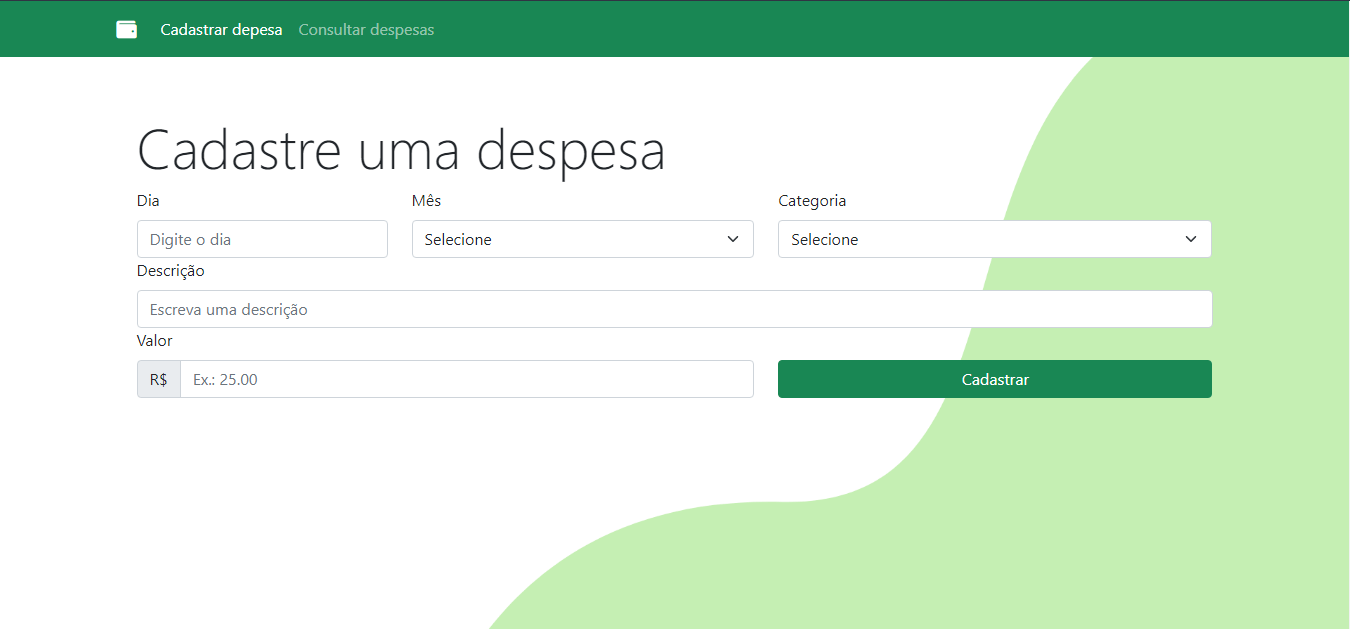 Cadastrar depesa Consultar despesas
Cadastre uma despesa
Dia Mês Categoria
Digite o dia Selecione Selecione
Descrição
Escreva uma descrição
Valor
R$ Ex.: 25.00 Cadastrar